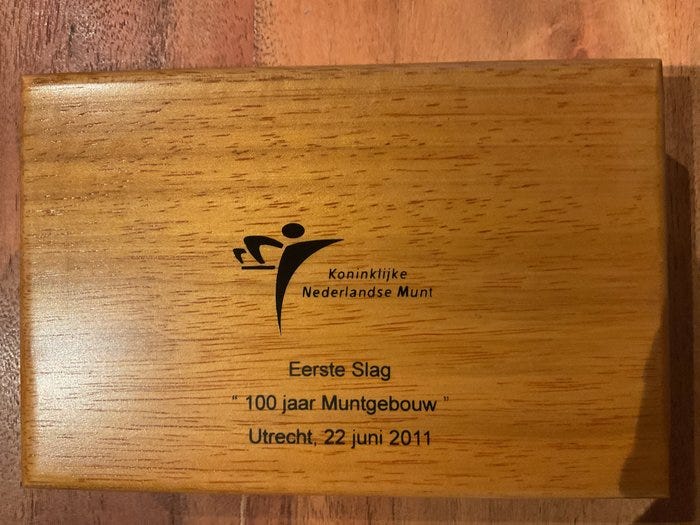 Koninklijke
Nederlandse Munt
Eerste Slag
" 100 jaar Muntgebouw "
Utrecht, 22 juni 2011